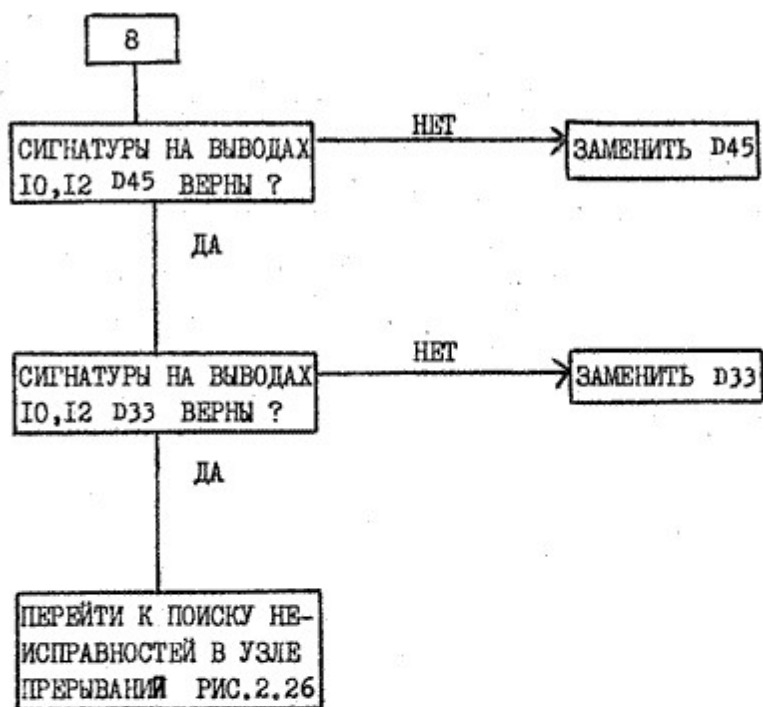 8
СИГНАТУРЫ НА ВЫВОДАХ
I0,I2 D45 ВЕРНЫ ?
НЕТ
ЗАМЕНИТЬ D45
ДА
СИГНАТУРЫ НА ВЫВОДАХ
I0,I2 D33 ВЕРНЫ ?
НЕТ
ЗАМЕНИТЬ D33
ДА
ПЕРЕЙТИ К ПОИСКУ НЕ-
ИСПРАВНОСТЕЙ В УЗЛЕ
ПРЕРЫВАНИЙ РИС.2.26